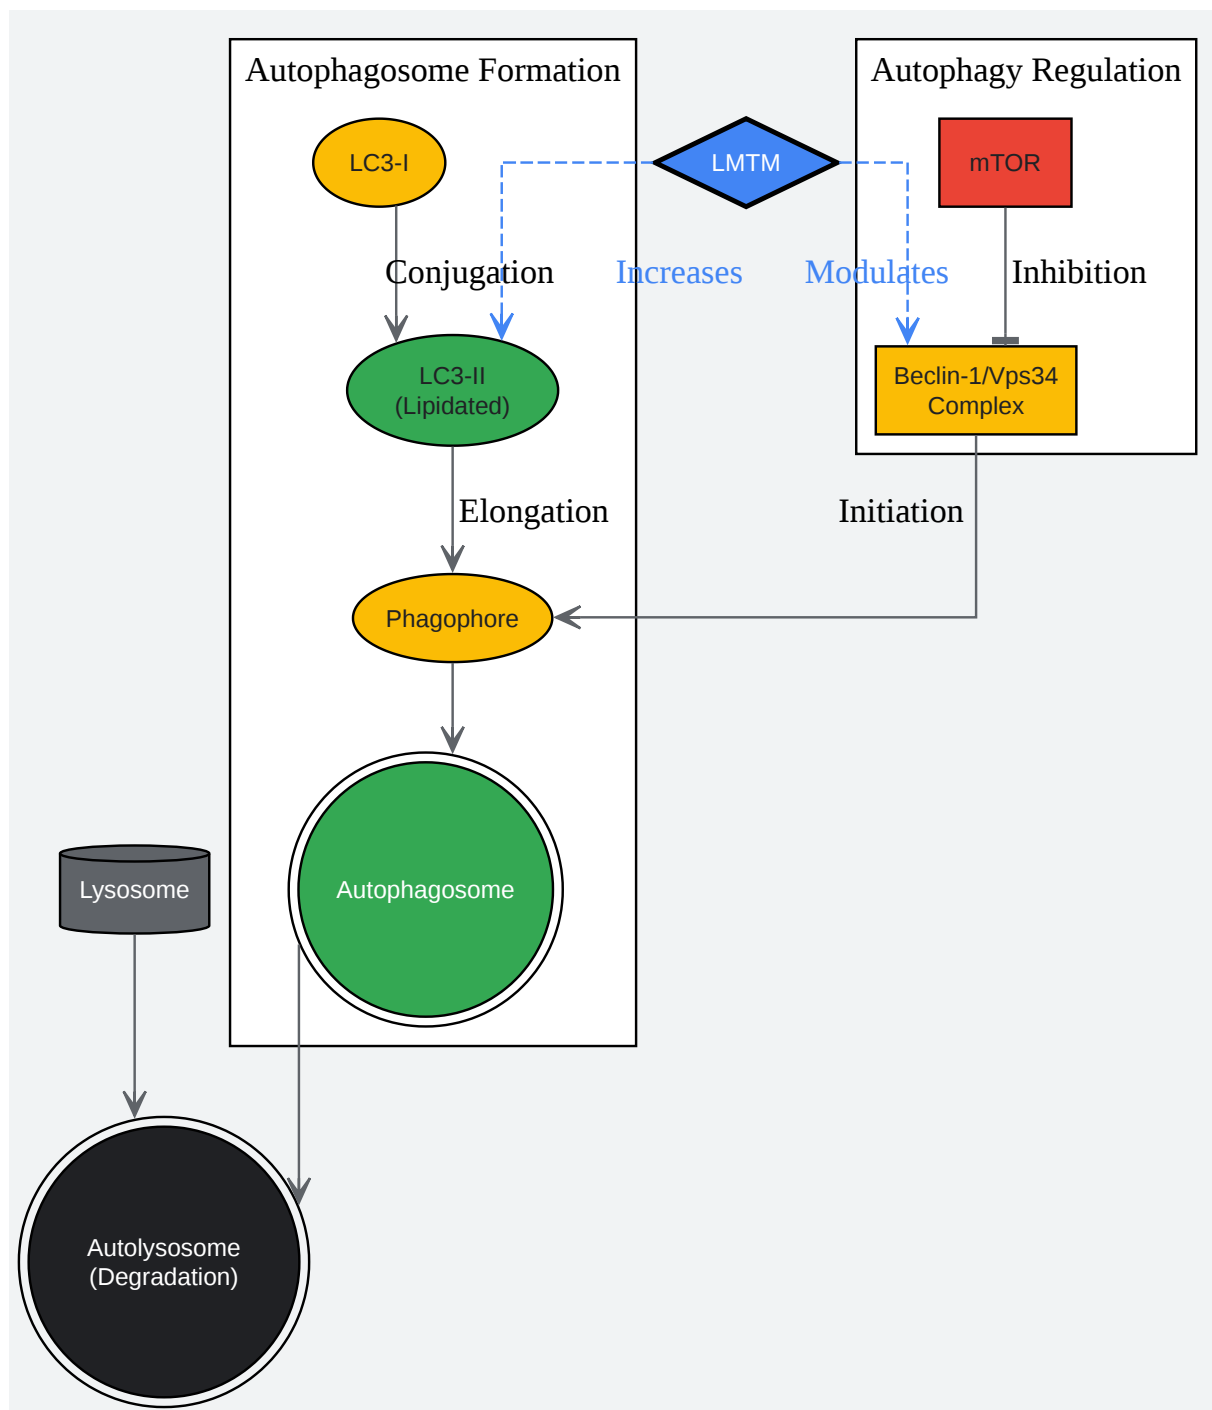 Autophagosome Formation
Autophagy Regulation
LC3-I
LMTM
mTOR
Conjugation
Increases
Modulates
Inhibition
LC3-II
(Lipidated)
Beclin-1/Vps34
Complex
Elongation
Initiation
Phagophore
Lysosome
Autophagosome
Autolysosome
(Degradation)